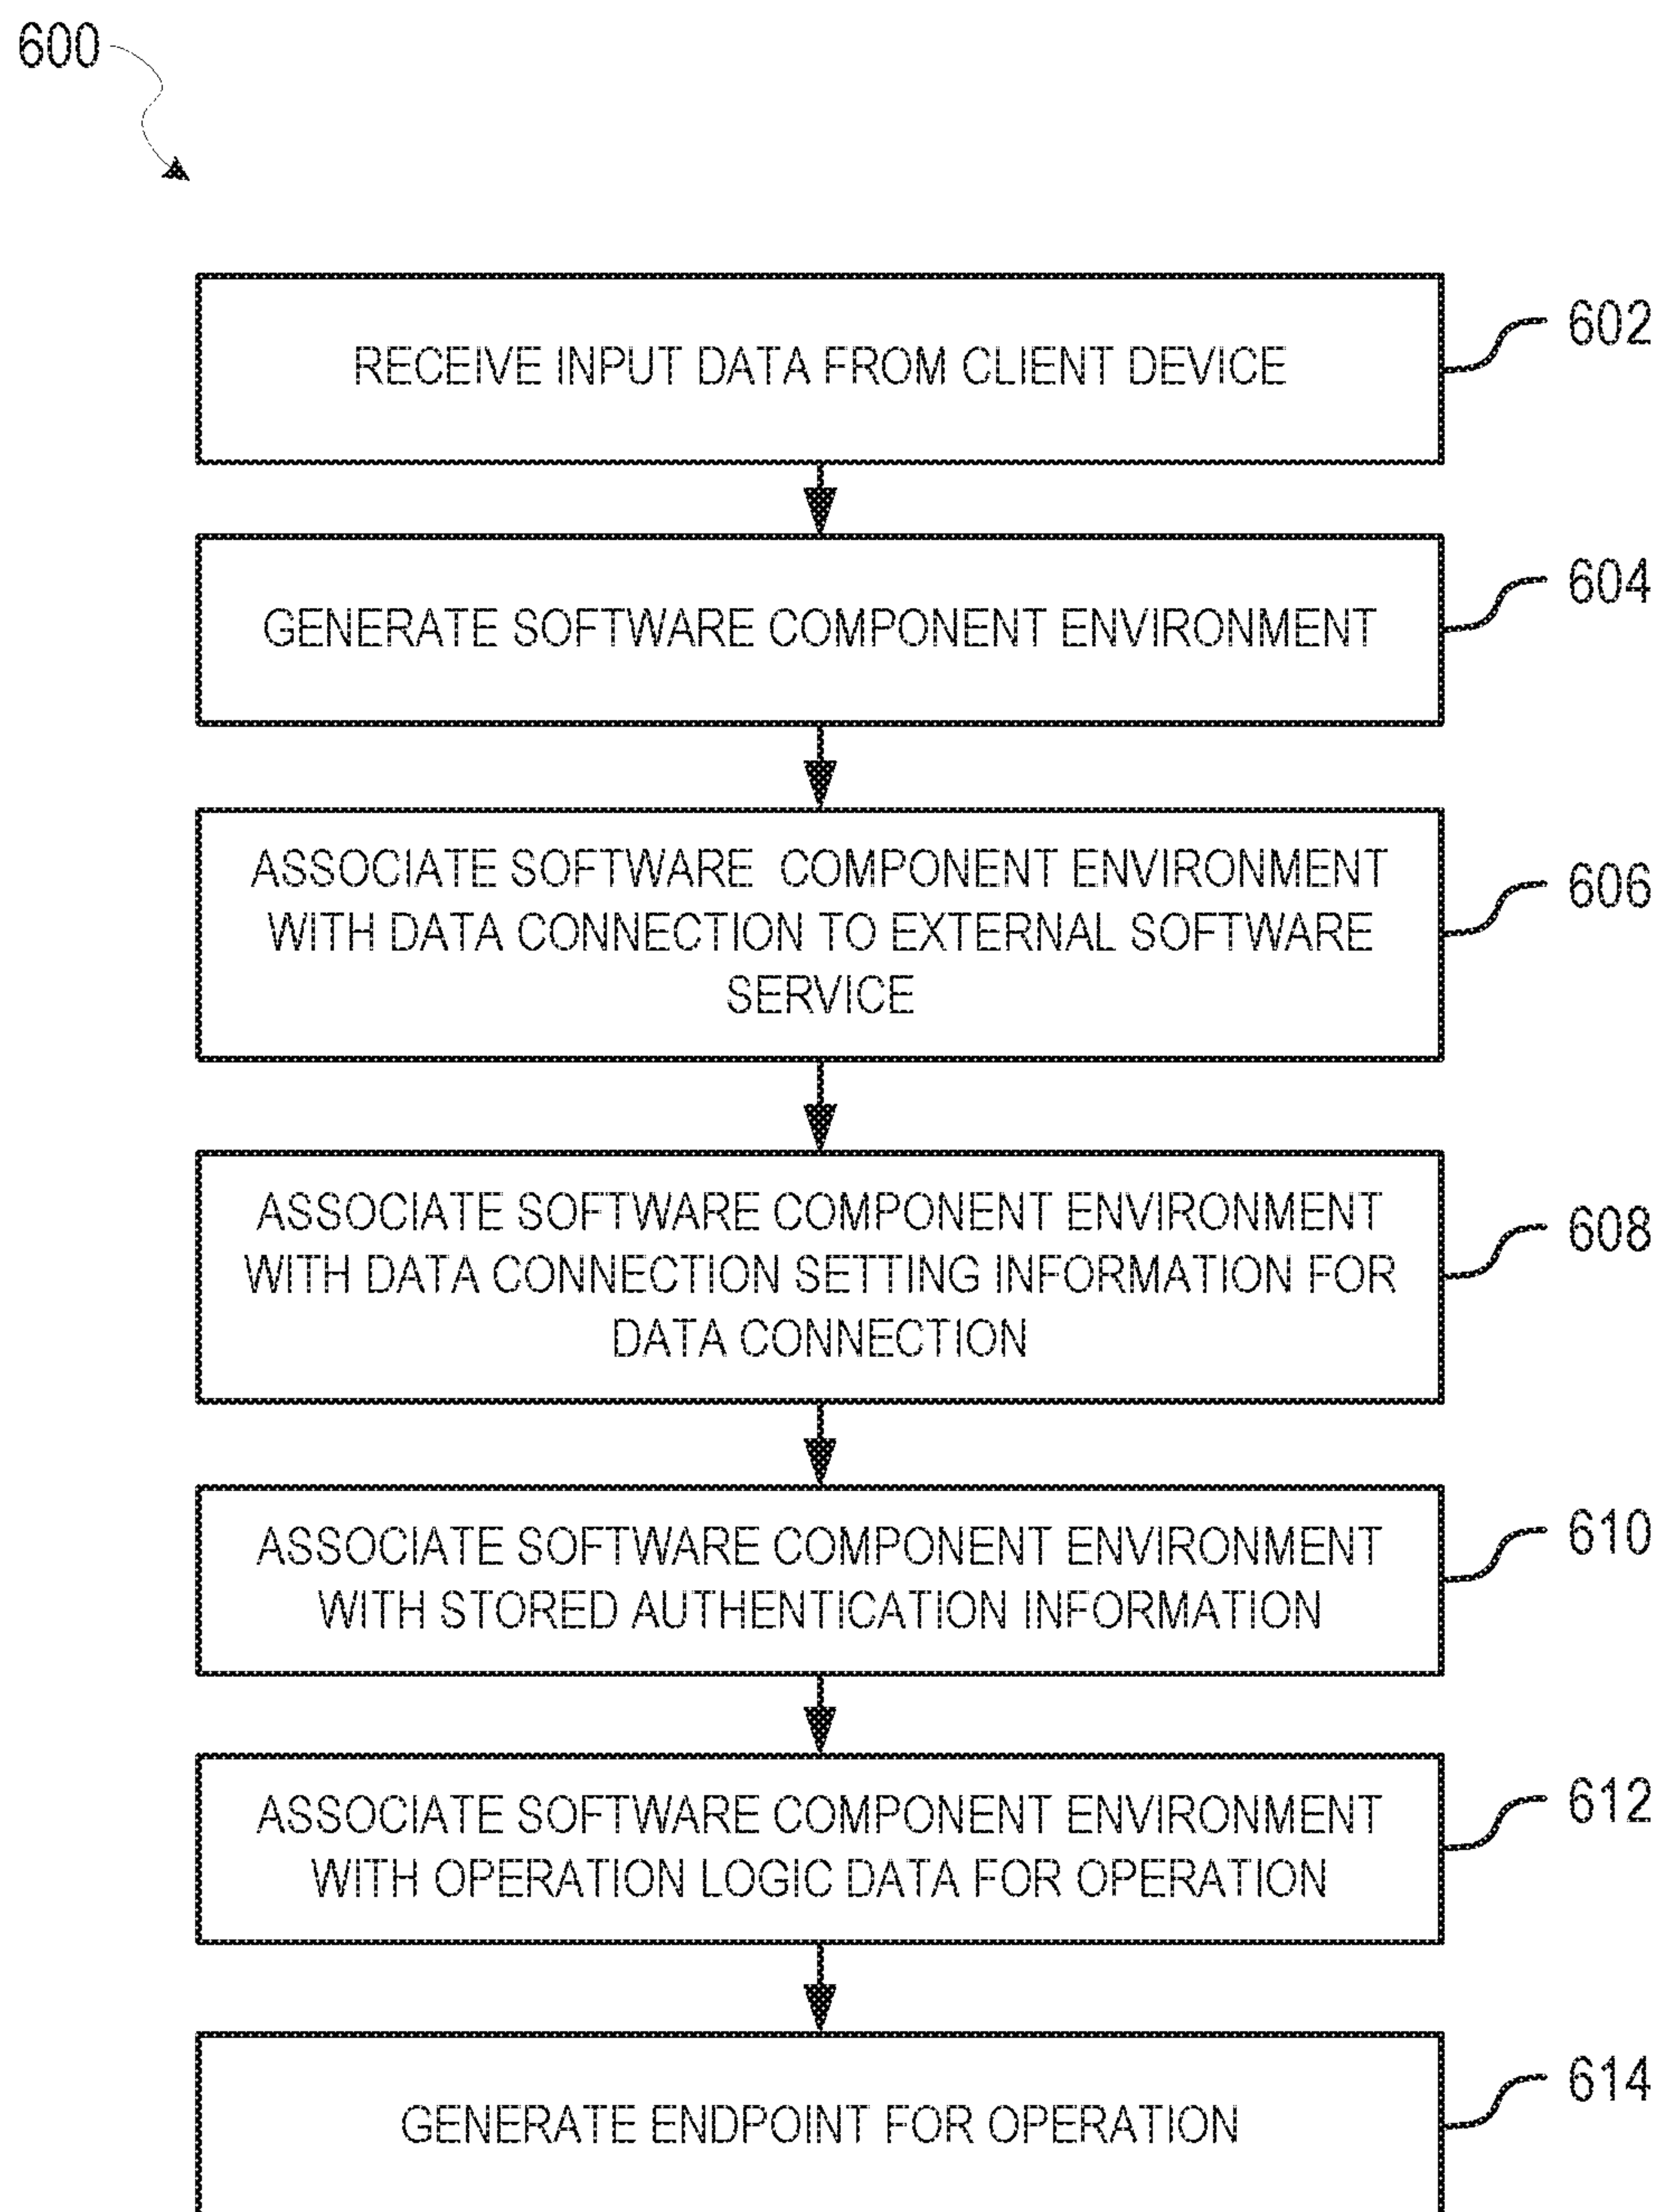 600
RECEIVE INPUT DATA FROM CLIENT DEVICE
602
GENERATE SOFTWARE COMPONENT ENVIRONMENT
604
ASSOCIATE SOFTWARE COMPONENT ENVIRONMENT
WITH DATA CONNECTION TO EXTERNAL SOFTWARE
SERVICE
606
ASSOCIATE SOFTWARE COMPONENT ENVIRONMENT
WITH DATA CONNECTION SETTING INFORMATION FOR
DATA CONNECTION
608
ASSOCIATE SOFTWARE COMPONENT ENVIRONMENT
WITH STORED AUTHENTICATION INFORMATION
610
ASSOCIATE SOFTWARE COMPONENT ENVIRONMENT
WITH OPERATION LOGIC DATA FOR OPERATION
612
GENERATE ENDPOINT FOR OPERATION
614